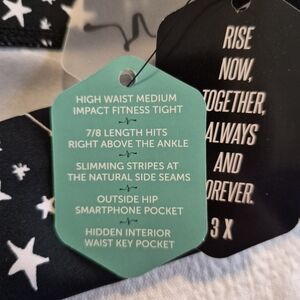 HIGH WAIST MEDIUM
IMPACT FITNESS TIGHT
7/8 LENGTH HITS
RIGHT ABOVE THE ANKLE
SLIMMING STRIPES AT
THE NATURAL SIDE SEAMS
OUTSIDE HIP
SMARTPHONE POCKET
HIDDEN INTERIOR
WAIST KEY POCKET
RISE
NOW,
TOGETHER,
ALWAYS
AND
OREVER.
3 X